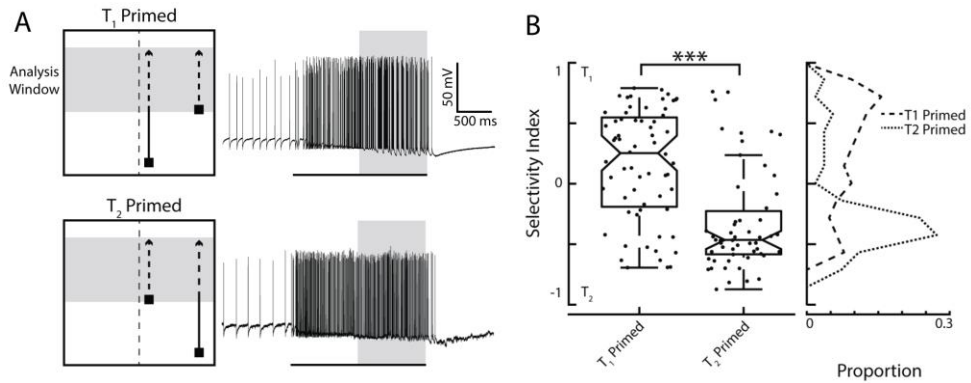 A
T₁ Primed
Analysis
Window
50 mV
500 ms
T₂ Primed
B
***
Selectivity Index
1
T₁
0
-1
T₂
T₁ Primed
T₂ Primed
T1 Primed
T2 Primed
0
0.3
Proportion